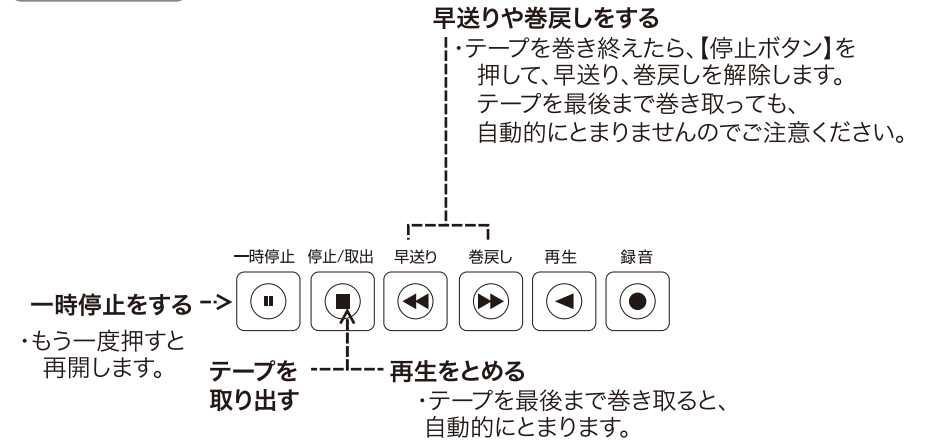 早送りや巻戻しをする
・テープを巻き終えたら、【停止ボタン】を
押して、早送り、巻戻しを解除します。
テープを最後まで巻き取っても、
自動的にとまりませんのでご注意ください。
一時停止 停止/取出 早送り 巻戻し 再生 録音
一時停止をする
・もう一度押すと
再開します。
テープを
取り出す
再生をとめる
・テープを最後まで巻き取ると、
自動的にとまります。